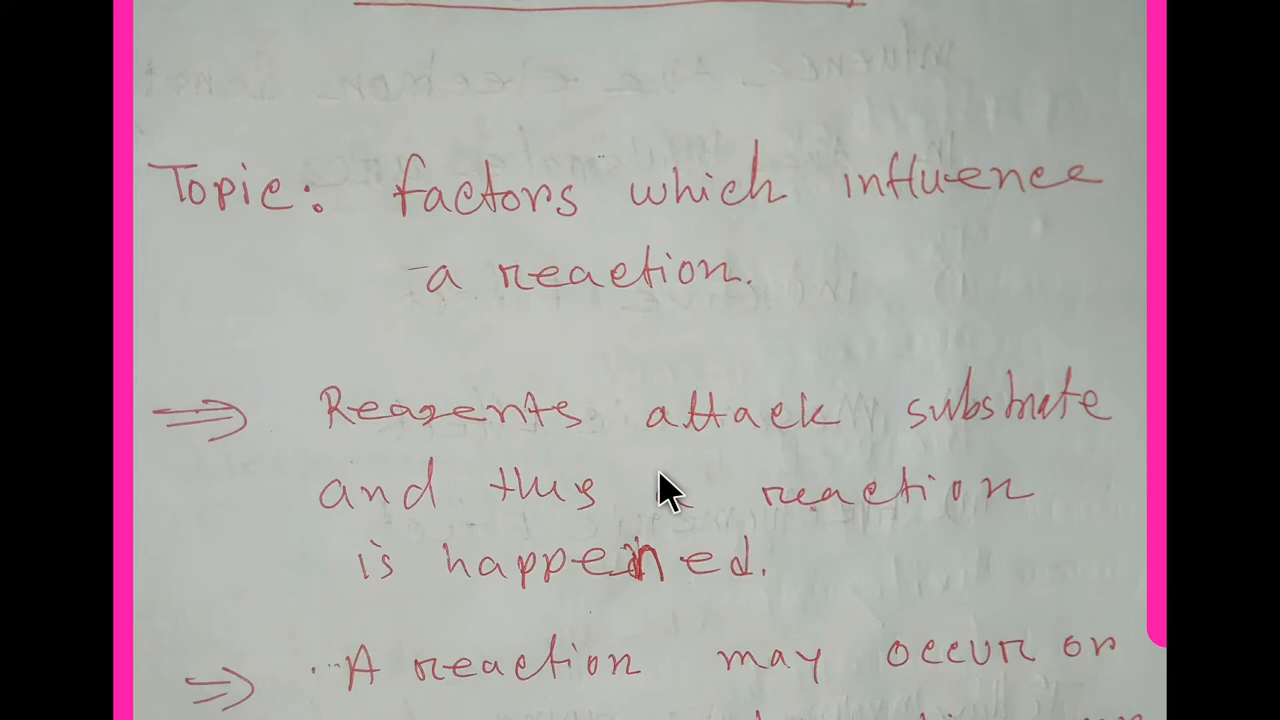 Topic: factors which influence
a reaction.
⇒ Reagents attack substrate
and thus a reaction
is happened.
⇒ A reaction may occur or